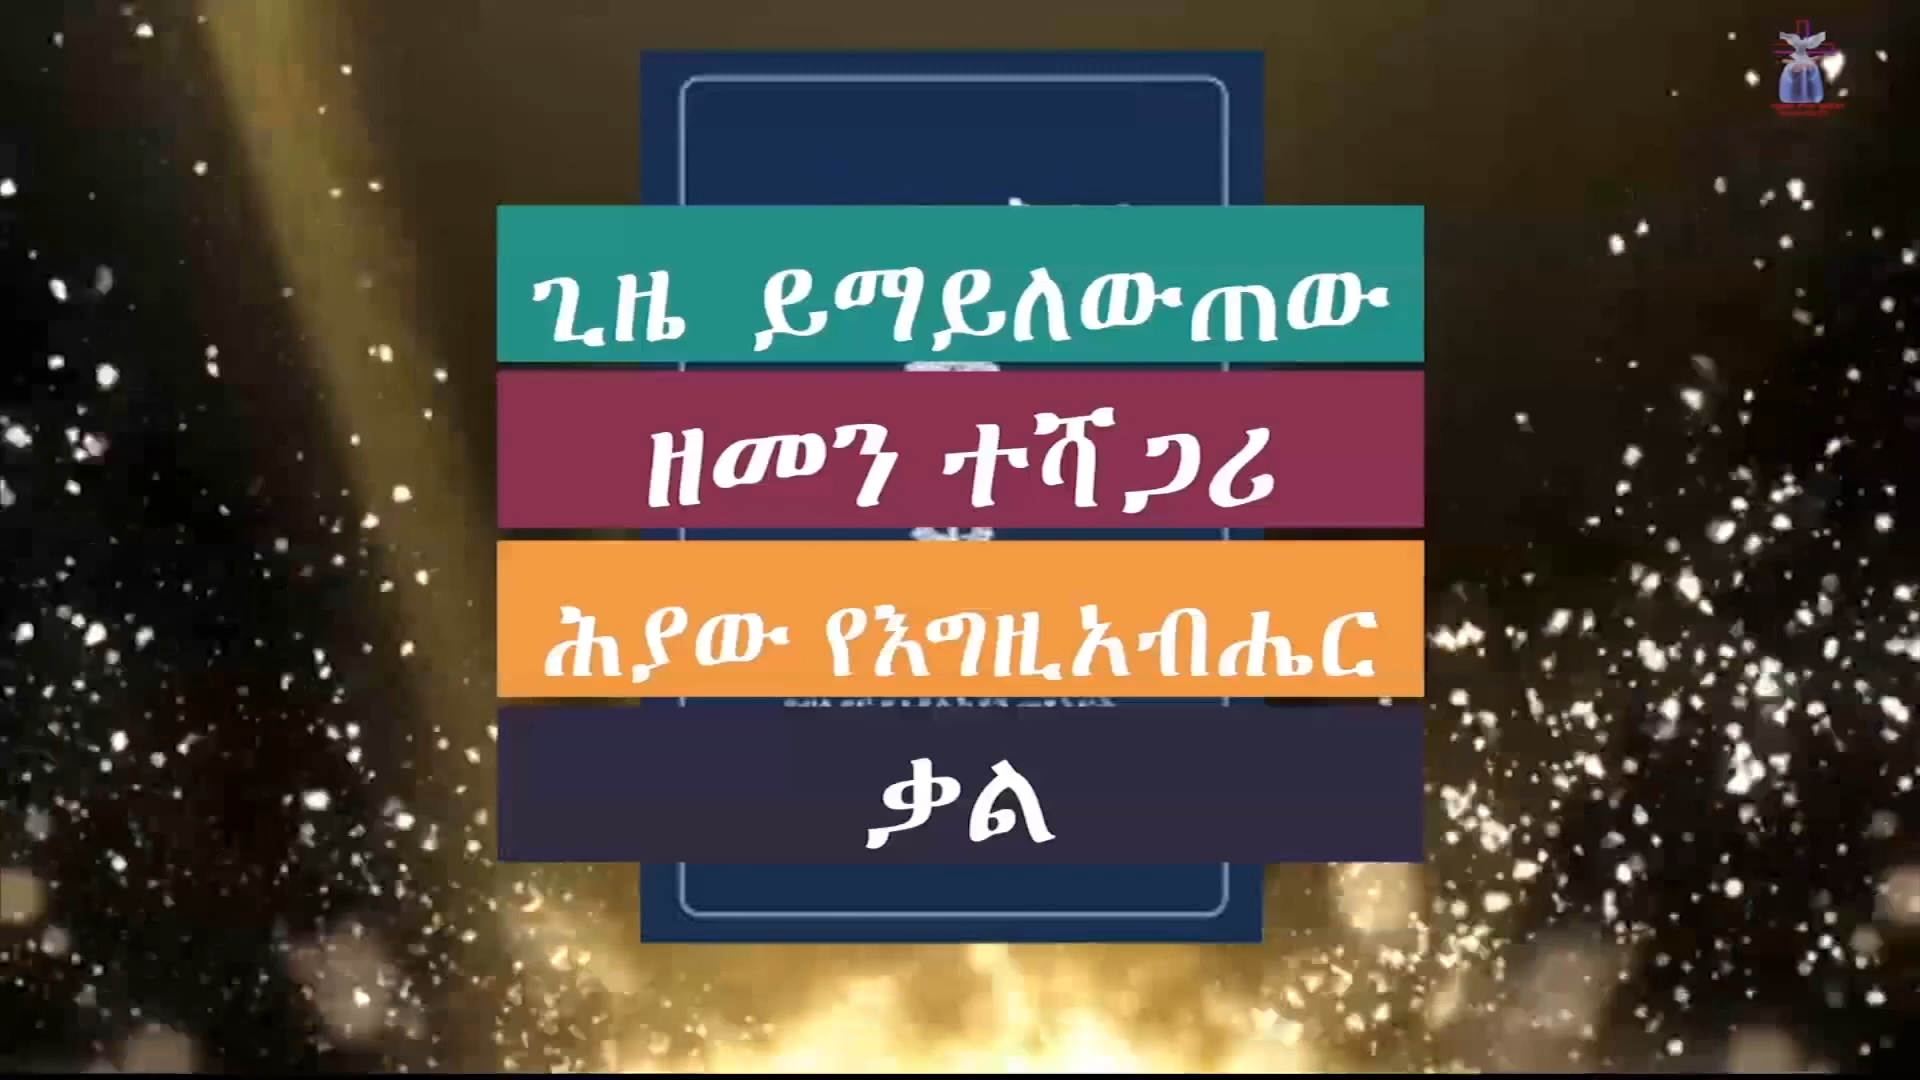 ጊዜ ይማይለውጠው
ዘመን ተሻጋሪ
ሕያው የእግዚአብሔር
ቃል